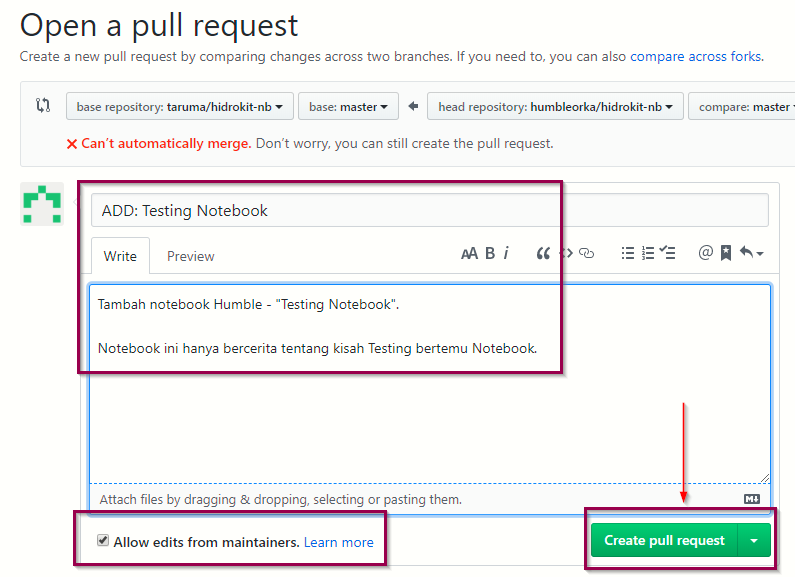 Open a pull request
Create a new pull request by comparing changes across two branches. If you need to, you can also compare across forks.
base repository: taruma/hidrokit-nb base: master head repository: humbleorka/hidrokit-nb compare: master
Can’t automatically merge. Don’t worry, you can still create the pull request.
ADD: Testing Notebook
Write Preview AA B i
Tambah notebook Humble - "Testing Notebook".
Notebook ini hanya bercerita tentang kisah Testing bertemu Notebook.
Attach files by dragging & dropping, selecting or pasting them.
Allow edits from maintainers. Learn more
Create pull request